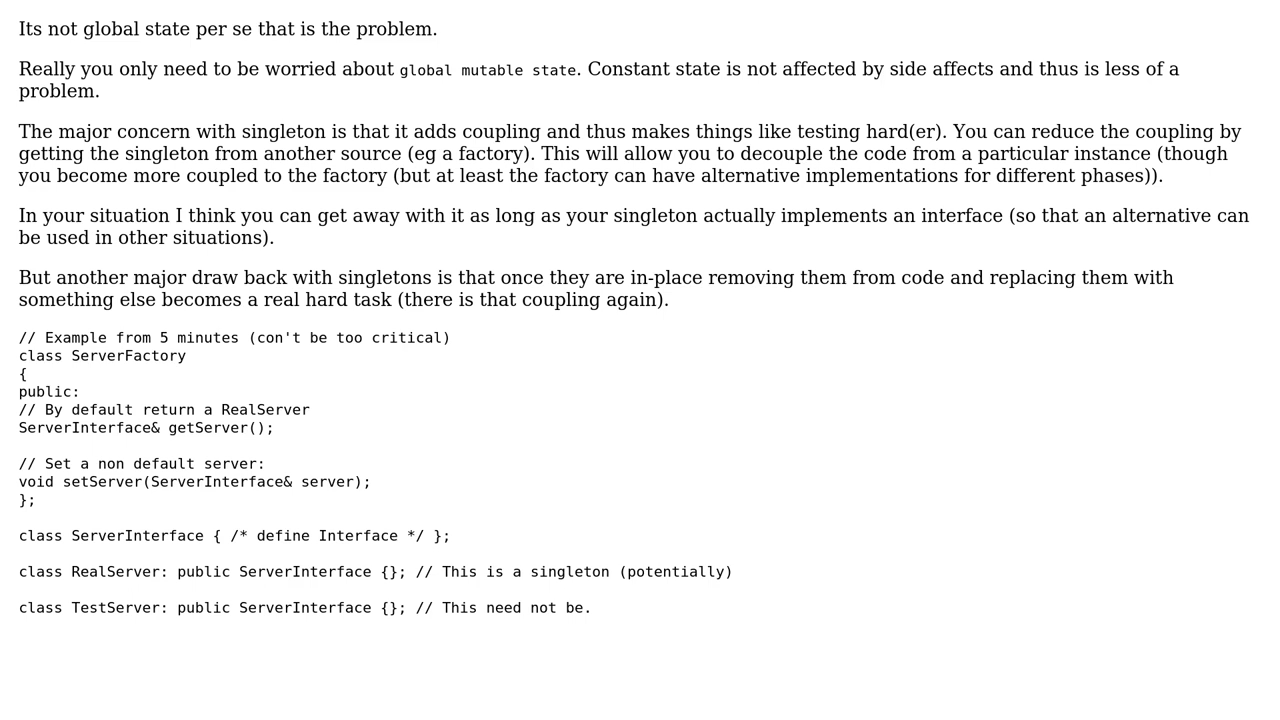 Its not global state per se that is the problem.
Really you only need to be worried about global mutable state. Constant state is not affected by side affects and thus is less of a
problem.
The major concern with singleton is that it adds coupling and thus makes things like testing hard(er). You can reduce the coupling by
getting the singleton from another source (eg a factory). This will allow you to decouple the code from a particular instance (though
you become more coupled to the factory (but at least the factory can have alternative implementations for different phases)).
In your situation I think you can get away with it as long as your singleton actually implements an interface (so that an alternative can
be used in other situations).
But another major draw back with singletons is that once they are in-place removing them from code and replacing them with
something else becomes a real hard task (there is that coupling again).
// Example from 5 minutes (con't be too critical)
class ServerFactory
{
public:
// By default return a RealServer
ServerInterface& getServer();
// Set a non default server:
void setServer(ServerInterface& server);
};
class ServerInterface { /* define Interface */ };
class RealServer: public ServerInterface {}; // This is a singleton (potentially)
class TestServer: public ServerInterface {}; // This need not be.